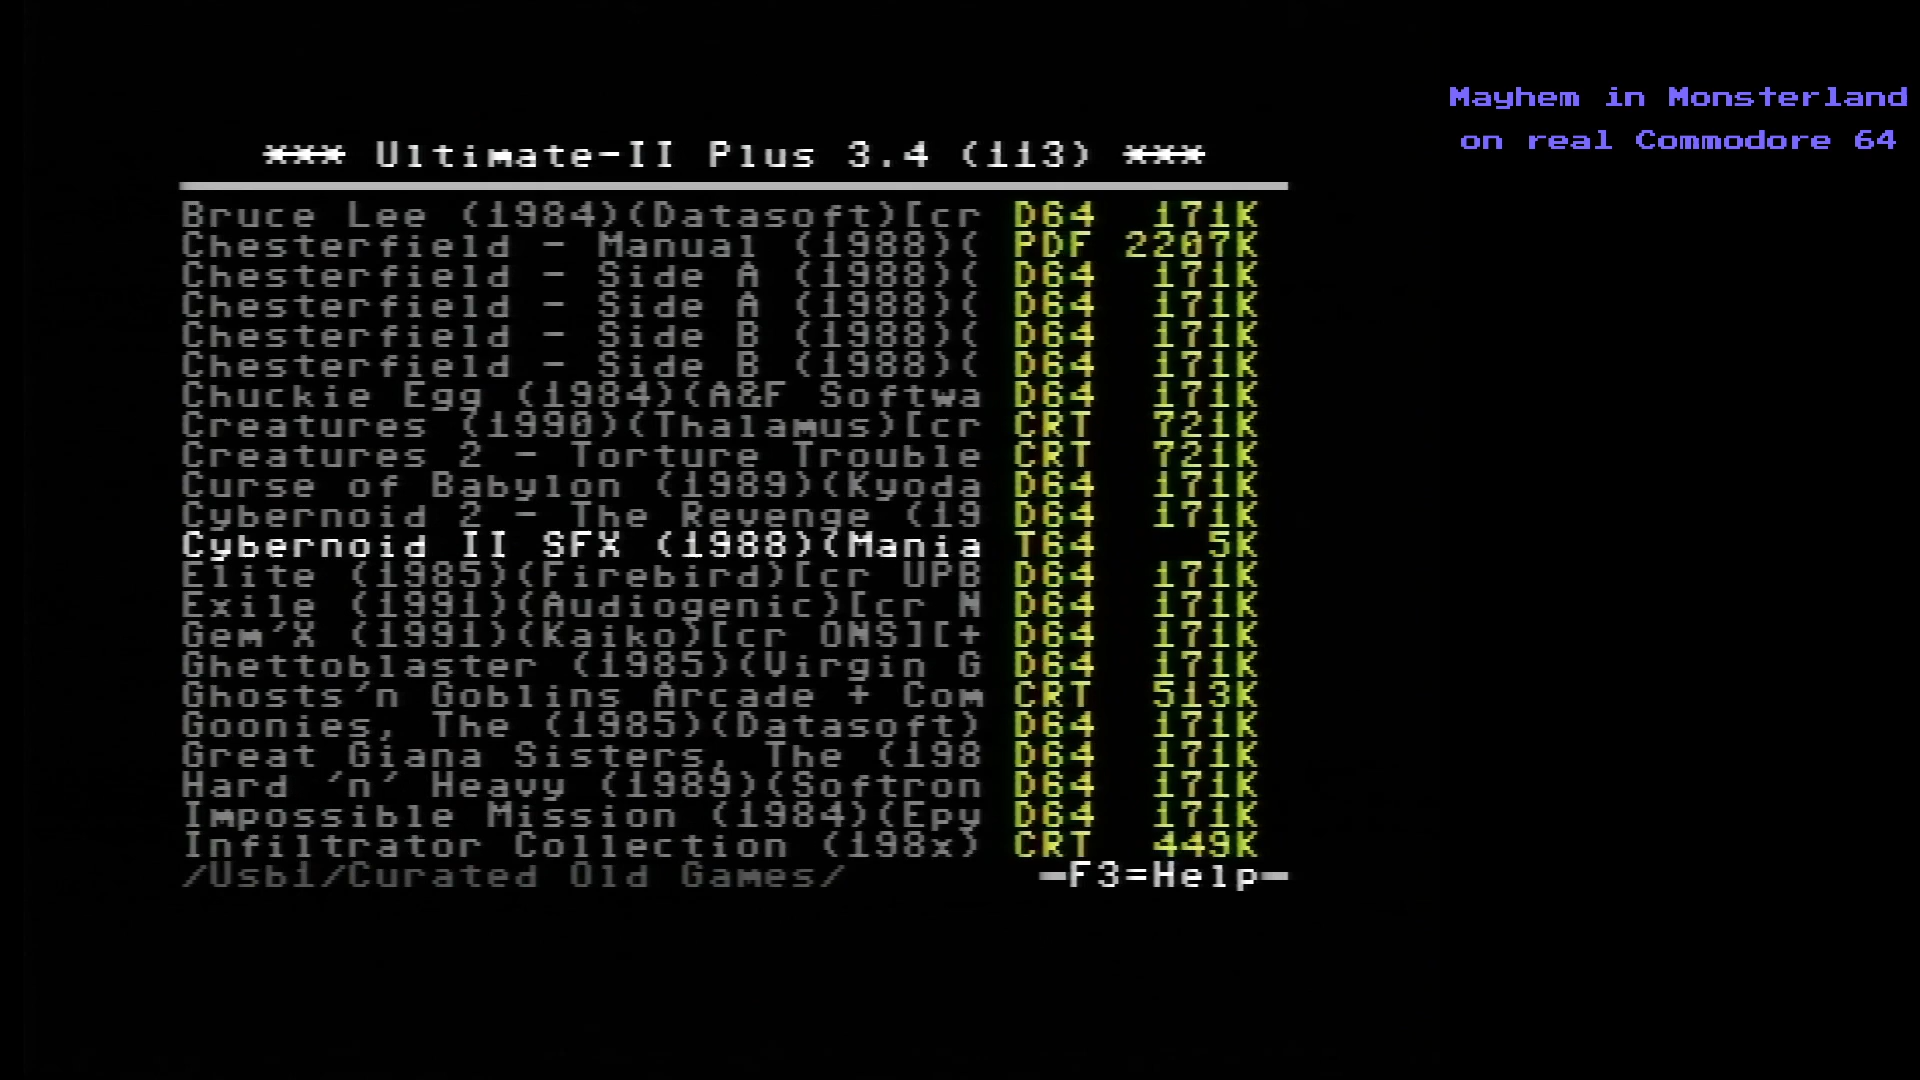 Mayhem in Monsterland
on real Commodore 64
*** Ultimate-II Plus 3.4 (113) ***
Bruce Lee (1984)(Datasoft)[cr D64 171K
Chesterfield - Manual (1988)( PDF 2207K
Chesterfield - Side A (1988)( D64 171K
Chesterfield - Side A (1988)( D64 171K
Chesterfield - Side B (1988)( D64 171K
Chesterfield - Side B (1988)( D64 171K
Chuckie Egg (1984)(A&F Softwa D64 171K
Creatures (1990)(Thalamus)[cr CRT 721K
Creatures 2 - Torture Trouble CRT 721K
Curse of Babylon (1989)(Kyoda D64 171K
Cybernoid 2 - The Revenge (19 D64 171K
Cybernoid II SFX (1988)(Mania T64 5K
Elite (1985)(Firebird)[cr UPB D64 171K
Exile (1991)(Audiogenic)[cr N D64 171K
Gem'X (1991)(Kaiko)[cr ONS][+ D64 171K
Ghettoblaster (1985)(Virgin G D64 171K
Ghosts'n Goblins Arcade + Com CRT 513K
Goonies, The (1985)(Datasoft) D64 171K
Great Giana Sisters, The (198 D64 171K
Hard 'n' Heavy (1989)(Softron D64 171K
Impossible Mission (1984)(Epy D64 171K
Infiltrator Collection (198x) CRT 449K
/Usb1/Curated Old Games/ F3=Help